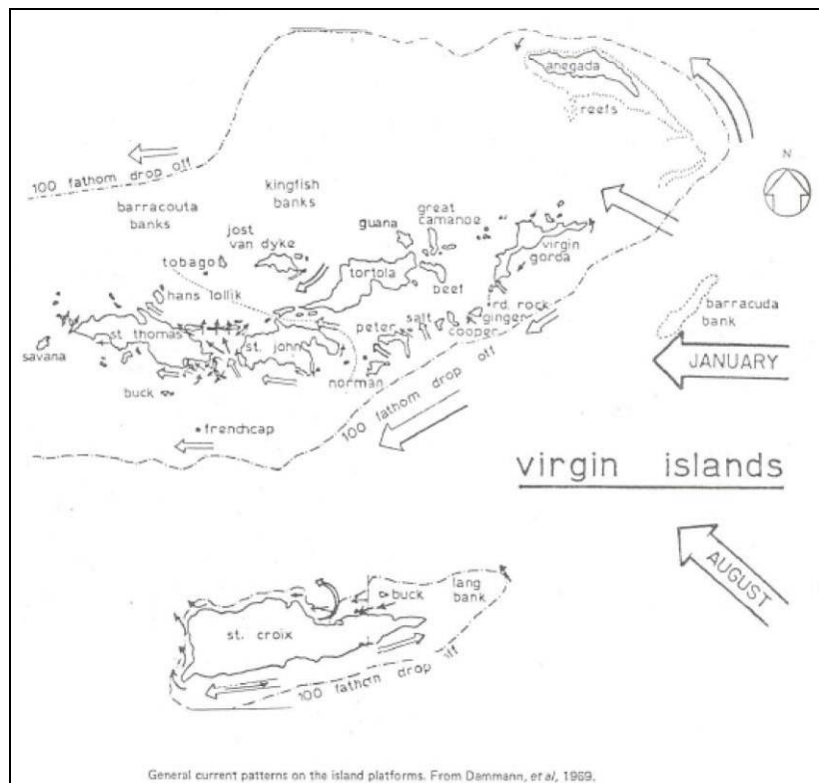 anegada
reefs
N
100 fathom drop off
kingfish
banks
barracouta
banks
great
camanoe
guana
jost
van dyke
virgin
gorda
tobago
tortola
beef
hans lollik
barracuda
bank
rd. rock
salt
ginger
peter
cooper
st. thomas
st. john
savana
JANUARY
norman
buck
100 fathom drop off
frenchcap
virgin islands
AUGUST
lang
bank
buck
st. croix
100 fathom drop off
General current patterns on the island platforms. From Dammann, et al, 1969.